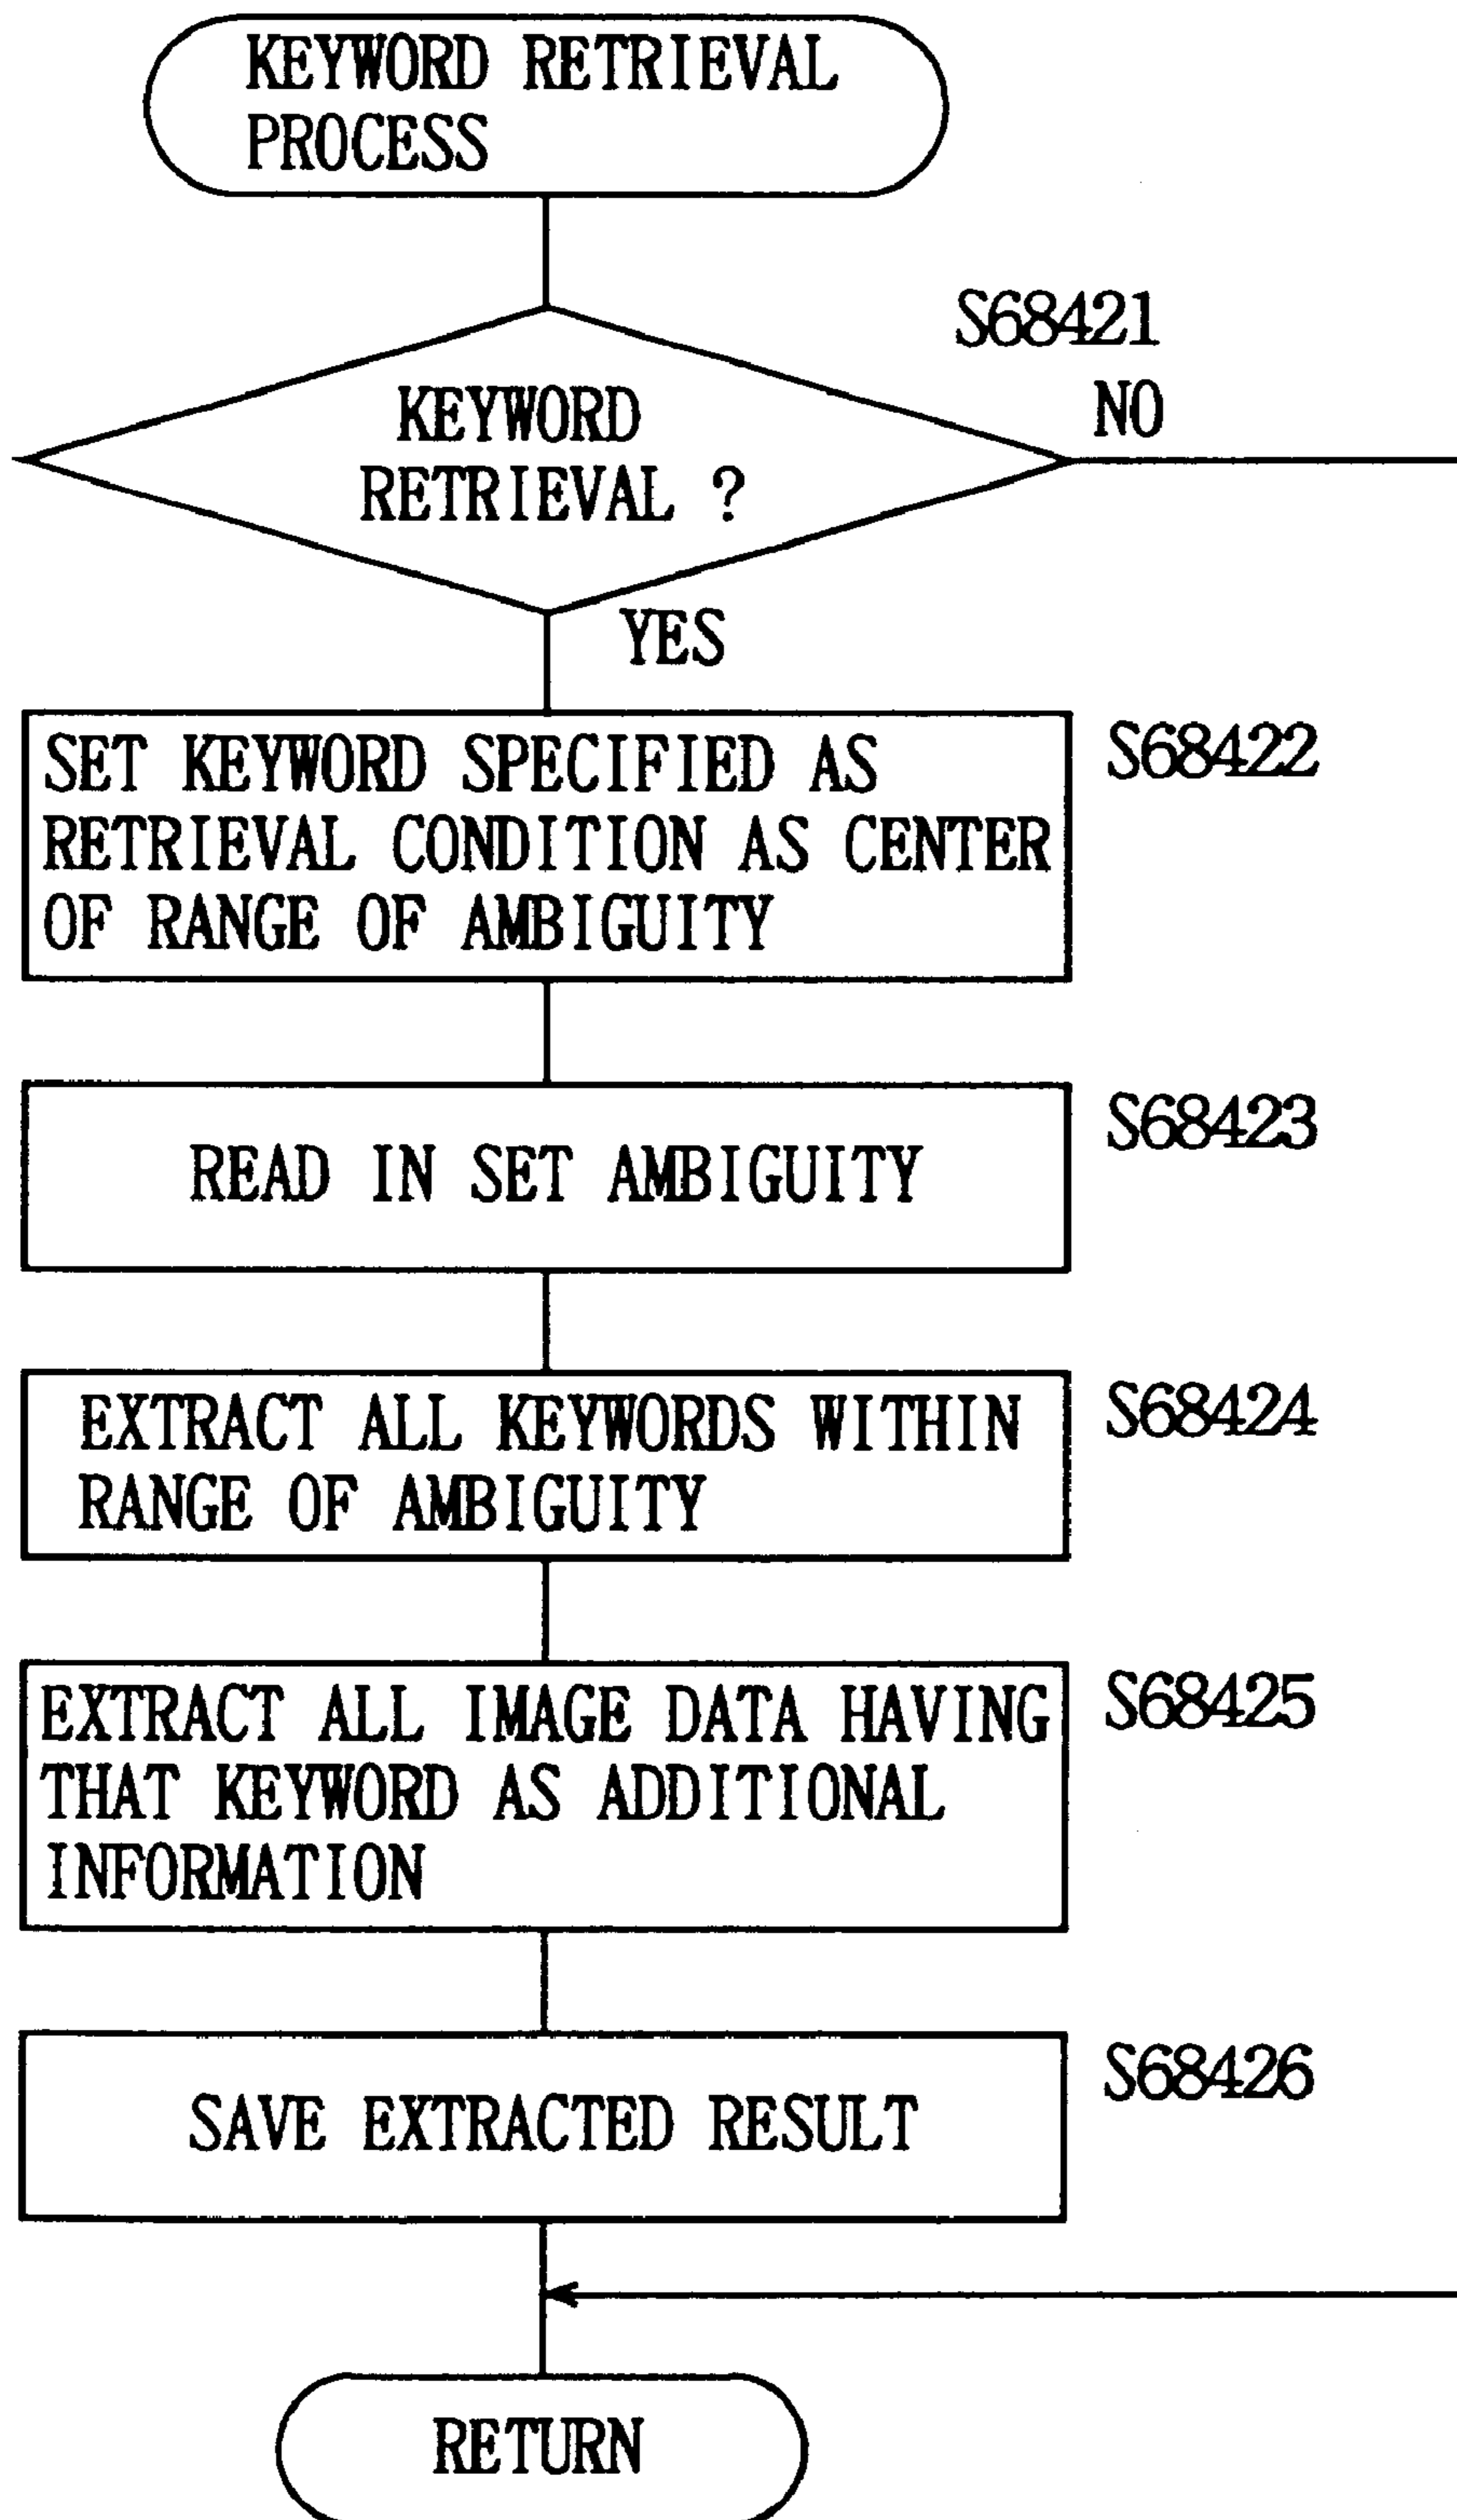 KEYWORD RETRIEVAL
PROCESS
S68421
KEYWORD
RETRIEVAL ?
NO
YES
SET KEYWORD SPECIFIED AS
RETRIEVAL CONDITION AS CENTER
OF RANGE OF AMBIGUITY
S68422
READ IN SET AMBIGUITY
S68423
EXTRACT ALL KEYWORDS WITHIN
RANGE OF AMBIGUITY
S68424
EXTRACT ALL IMAGE DATA HAVING
THAT KEYWORD AS ADDITIONAL
INFORMATION
S68425
SAVE EXTRACTED RESULT
S68426
RETURN